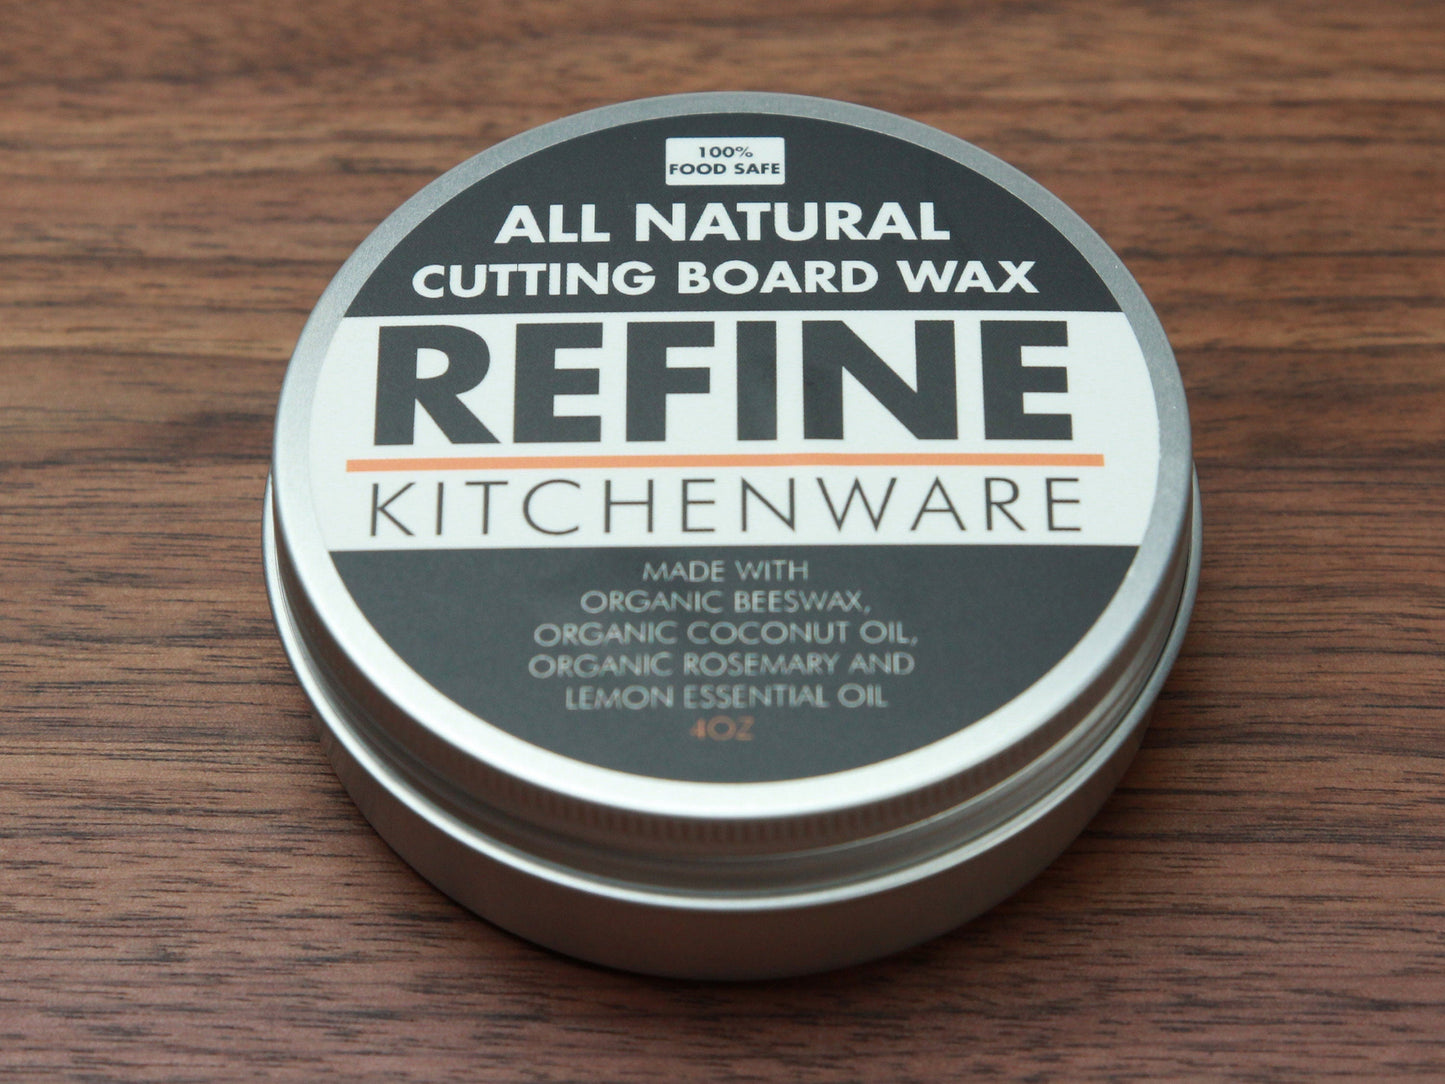 100%
FOOD SAFE
ALL NATURAL
CUTTING BOARD WAX
REFINE
KITCHENWARE
MADE WITH
ORGANIC BEESWAX,
ORGANIC COCONUT OIL,
ORGANIC ROSEMARY AND
LEMON ESSENTIAL OIL
4OZ